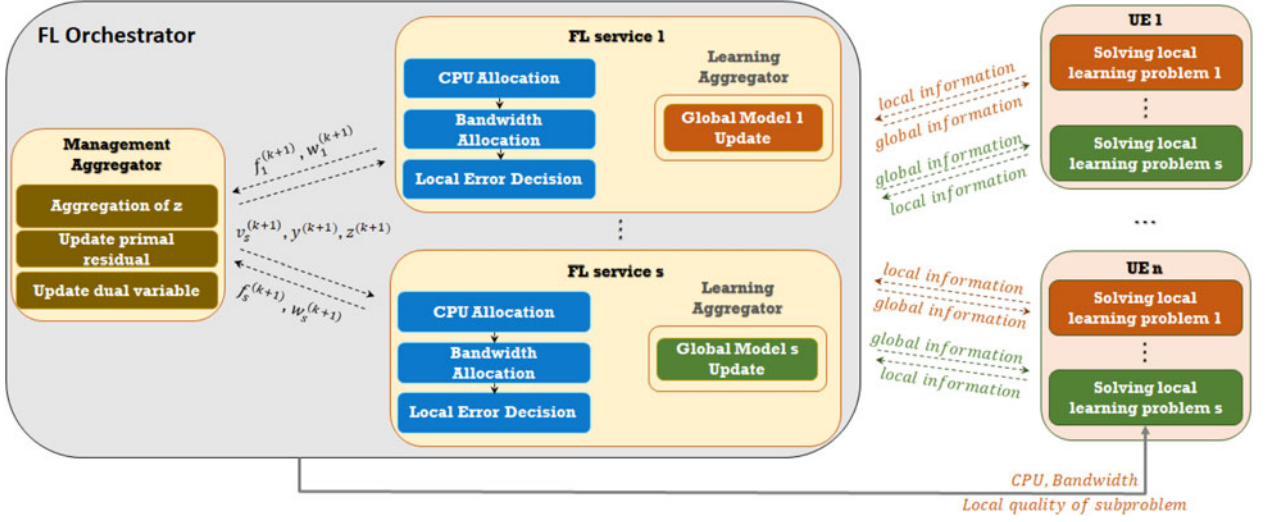 FL Orchestrator
Management
Aggregator
Aggregation of z
Update primal
residual
Update dual variable
f_1^{(k+1)}, w_1^{(k+1)}
v_s^{(k+1)}, y^{(k+1)}, z^{(k+1)}
f_s^{(k+1)}, w_s^{(k+1)}
FL service 1
CPU Allocation
Bandwidth
Allocation
Local Error Decision
Learning
Aggregator
Global Model 1
Update
⋮
FL service s
CPU Allocation
Bandwidth
Allocation
Local Error Decision
Learning
Aggregator
Global Model s
Update
local information
global information
global information
local information
local information
global information
global information
local information
UE 1
Solving local
learning problem 1
⋮
Solving local
learning problem s
...
UE n
Solving local
learning problem 1
⋮
Solving local
learning problem s
CPU, Bandwidth
Local quality of subproblem